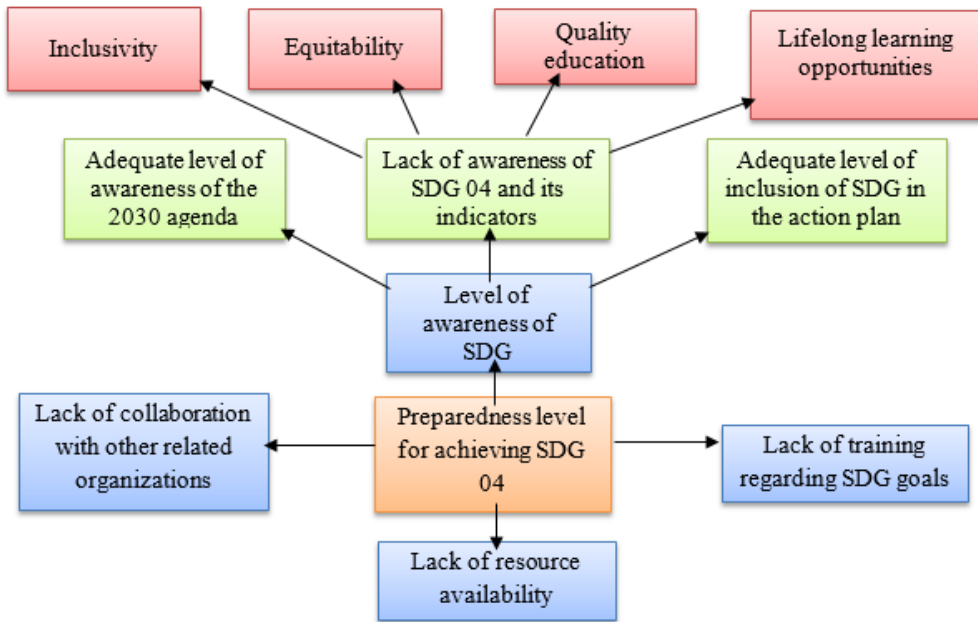 Inclusivity
Equitability
Quality
education
Lifelong learning
opportunities
Adequate level of
awareness of the
2030 agenda
Lack of awareness of
SDG 04 and its
indicators
Adequate level of
inclusion of SDG in
the action plan
Level of
awareness of
SDG
Lack of collaboration
with other related
organizations
Preparedness level
for achieving SDG
04
Lack of training
regarding SDG goals
Lack of resource
availability